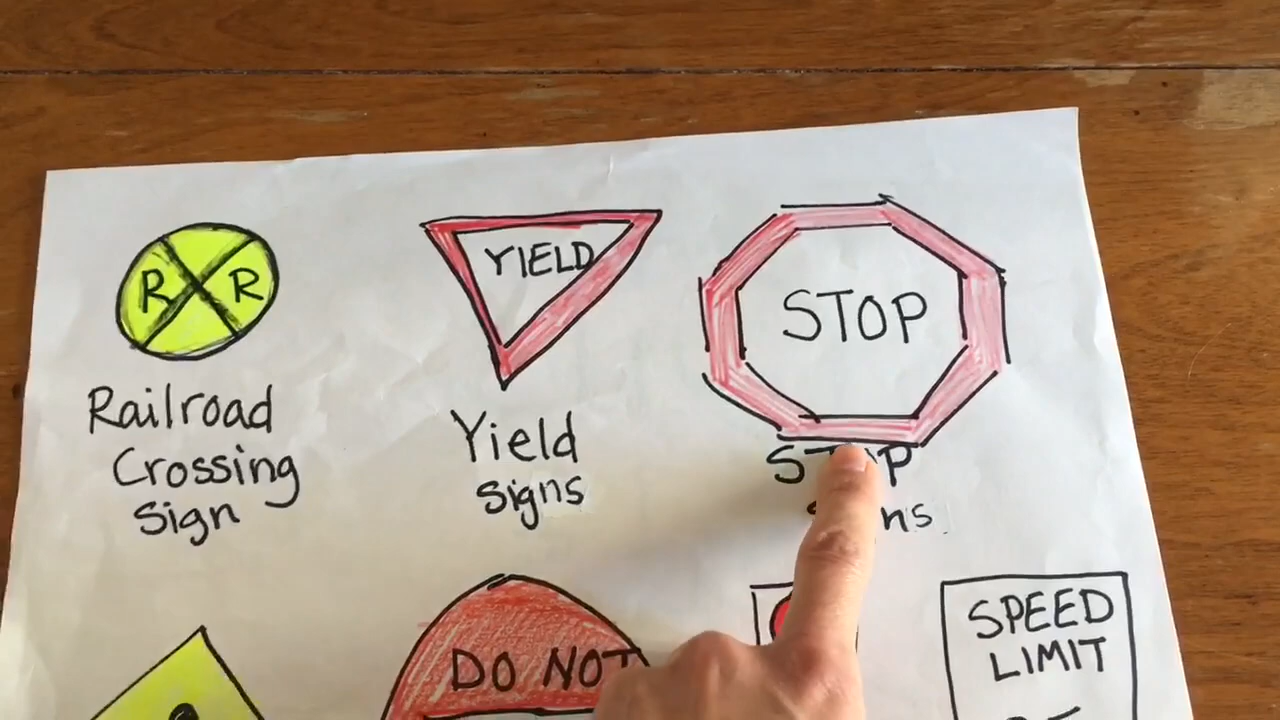 R R
YIELD
STOP
Railroad
Crossing
Sign
Yield
Signs
DO NOT
SPEED
LIMIT